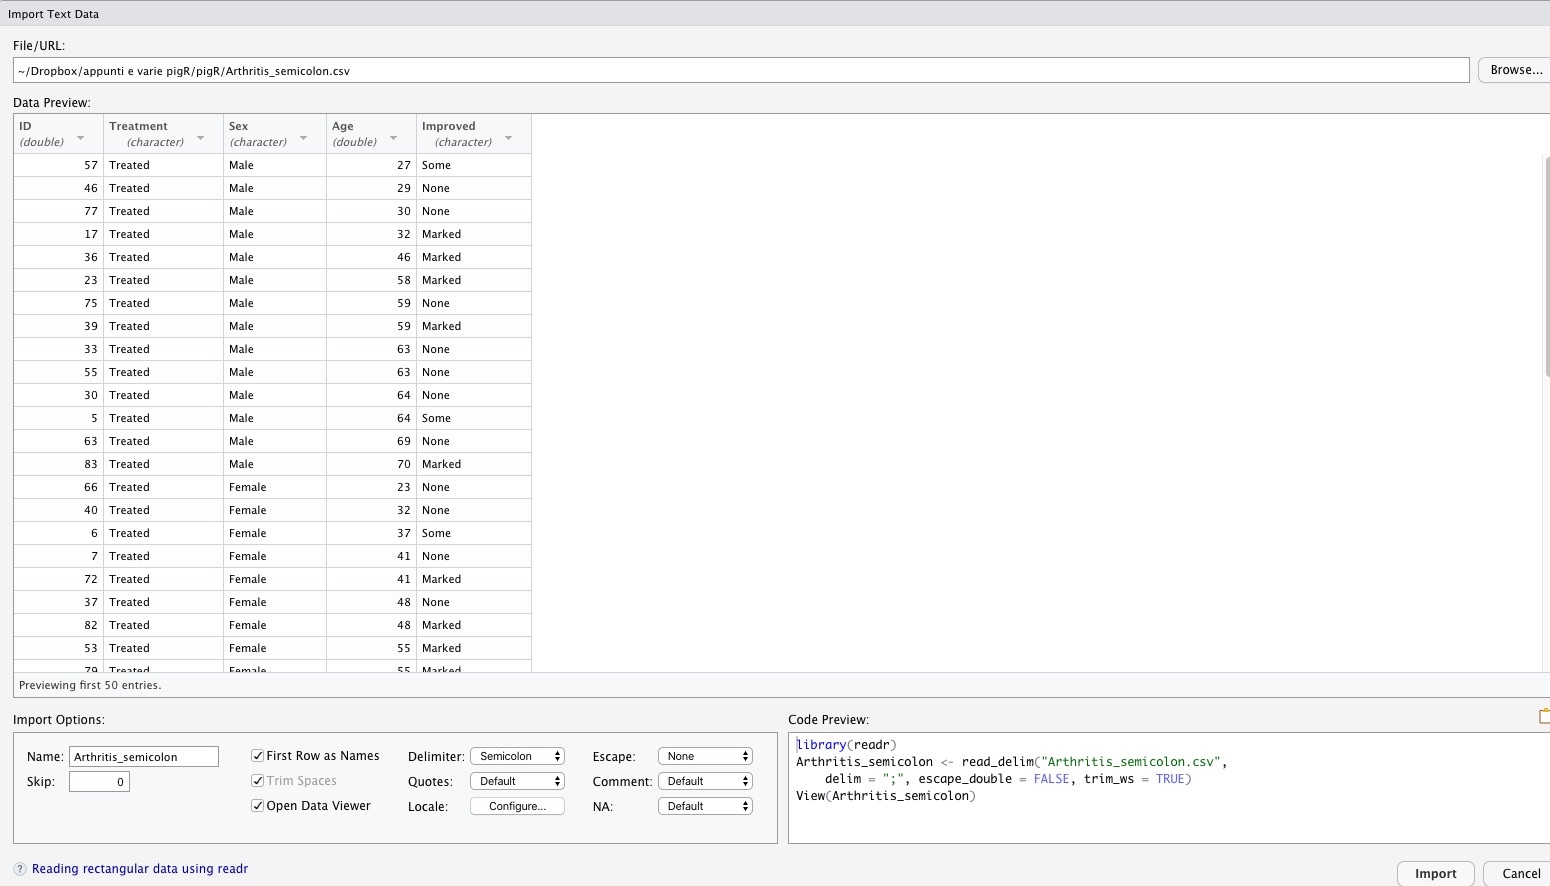 Import Text Data
File/URL:
~/Dropbox/appunti e varie pigR/pigR/Arthritis_semicolon.csv Browse...
Data Preview:
ID Treatment Sex Age Improved
(double) (character) (character) (double) (character)
57 Treated Male 27 Some
46 Treated Male 29 None
77 Treated Male 30 None
17 Treated Male 32 Marked
36 Treated Male 46 Marked
23 Treated Male 58 Marked
75 Treated Male 59 None
39 Treated Male 59 Marked
33 Treated Male 63 None
55 Treated Male 63 None
30 Treated Male 64 None
5 Treated Male 64 Some
63 Treated Male 69 None
83 Treated Male 70 Marked
66 Treated Female 23 None
40 Treated Female 32 None
6 Treated Female 37 Some
7 Treated Female 41 None
72 Treated Female 41 Marked
37 Treated Female 48 None
82 Treated Female 48 Marked
53 Treated Female 55 Marked
79 Treated Female 55 Marked
Previewing first 50 entries.
Import Options:
Name: Arthritis_semicolon
Skip: 0
First Row as Names
Trim Spaces
Open Data Viewer
Delimiter: Semicolon
Quotes: Default
Locale: Configure...
Escape: None
Comment: Default
NA: Default
Code Preview:
library(readr)
Arthritis_semicolon <- read_delim("Arthritis_semicolon.csv",
    delim = ";", escape_double = FALSE, trim_ws = TRUE)
View(Arthritis_semicolon)
? Reading rectangular data using readr
Import Cancel